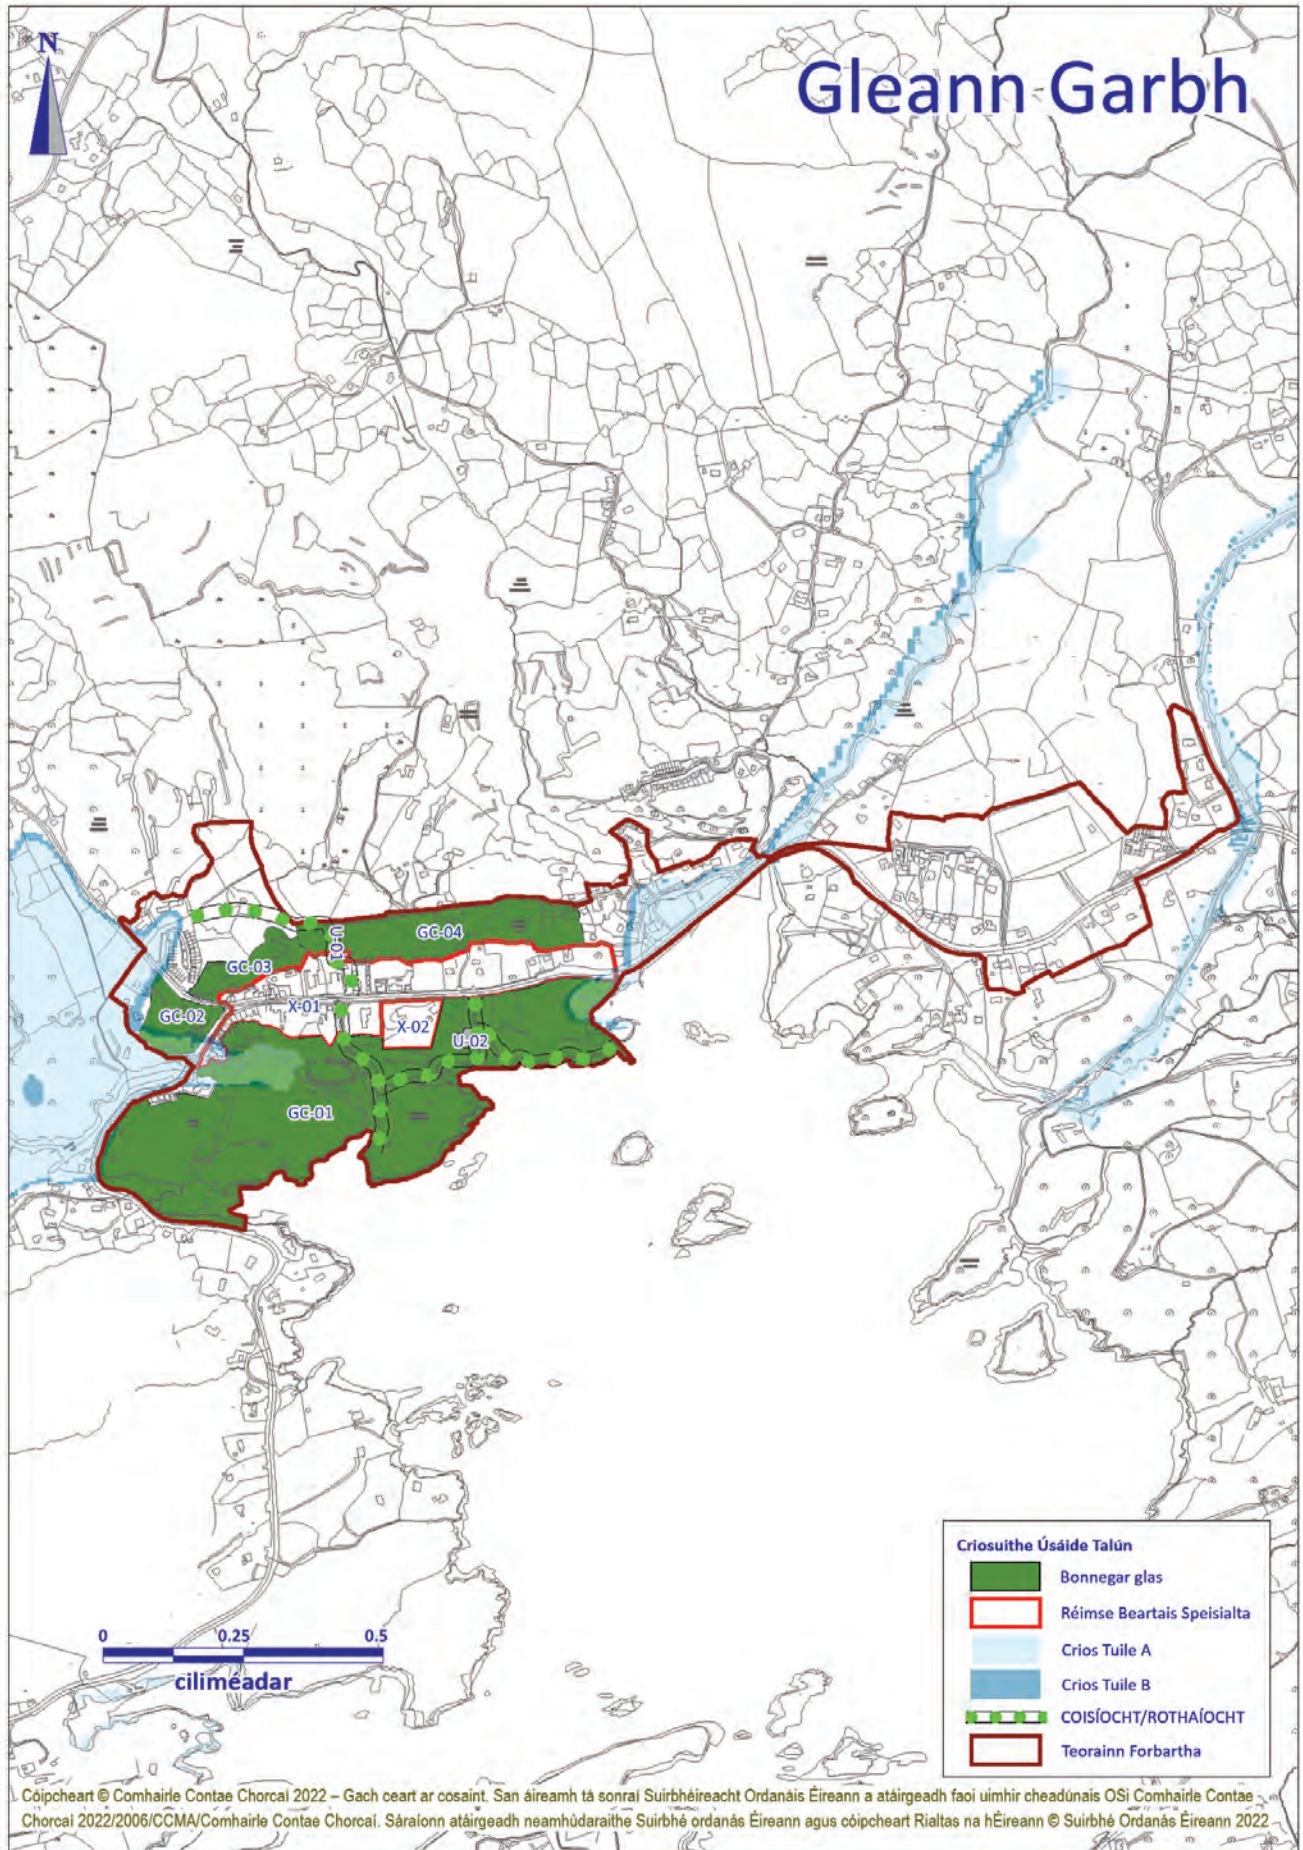 N
Gleann Garbh
GC-04
U-01
GC-03
X-01
GC-02
X-02
U-02
GC-01
Criosuithe Úsáide Talún
Bonnegar glas
Réimse Beartais Speisialta
Crios Tuile A
Crios Tuile B
COISÍOCHT/ROTHAÍOCHT
Teorainn Forbartha
0 0.25 0.5
ciliméadar
Cóipcheart © Comhairle Contae Chorcaí 2022 – Gach ceart ar cosaint. San áireamh tá sonraí Suirbhéireacht Ordanáis Éireann a atáirgeadh faoi uimhir cheadúnais OSi Comhairle Contae
Chorcaí 2022/2006/CCMA/Comhairle Contae Chorcaí. Sáraíonn atáirgeadh neamhúdaraithe Suirbhé ordanás Éireann agus cóipcheart Rialtas na hÉireann © Suirbhé Ordanás Éireann 2022